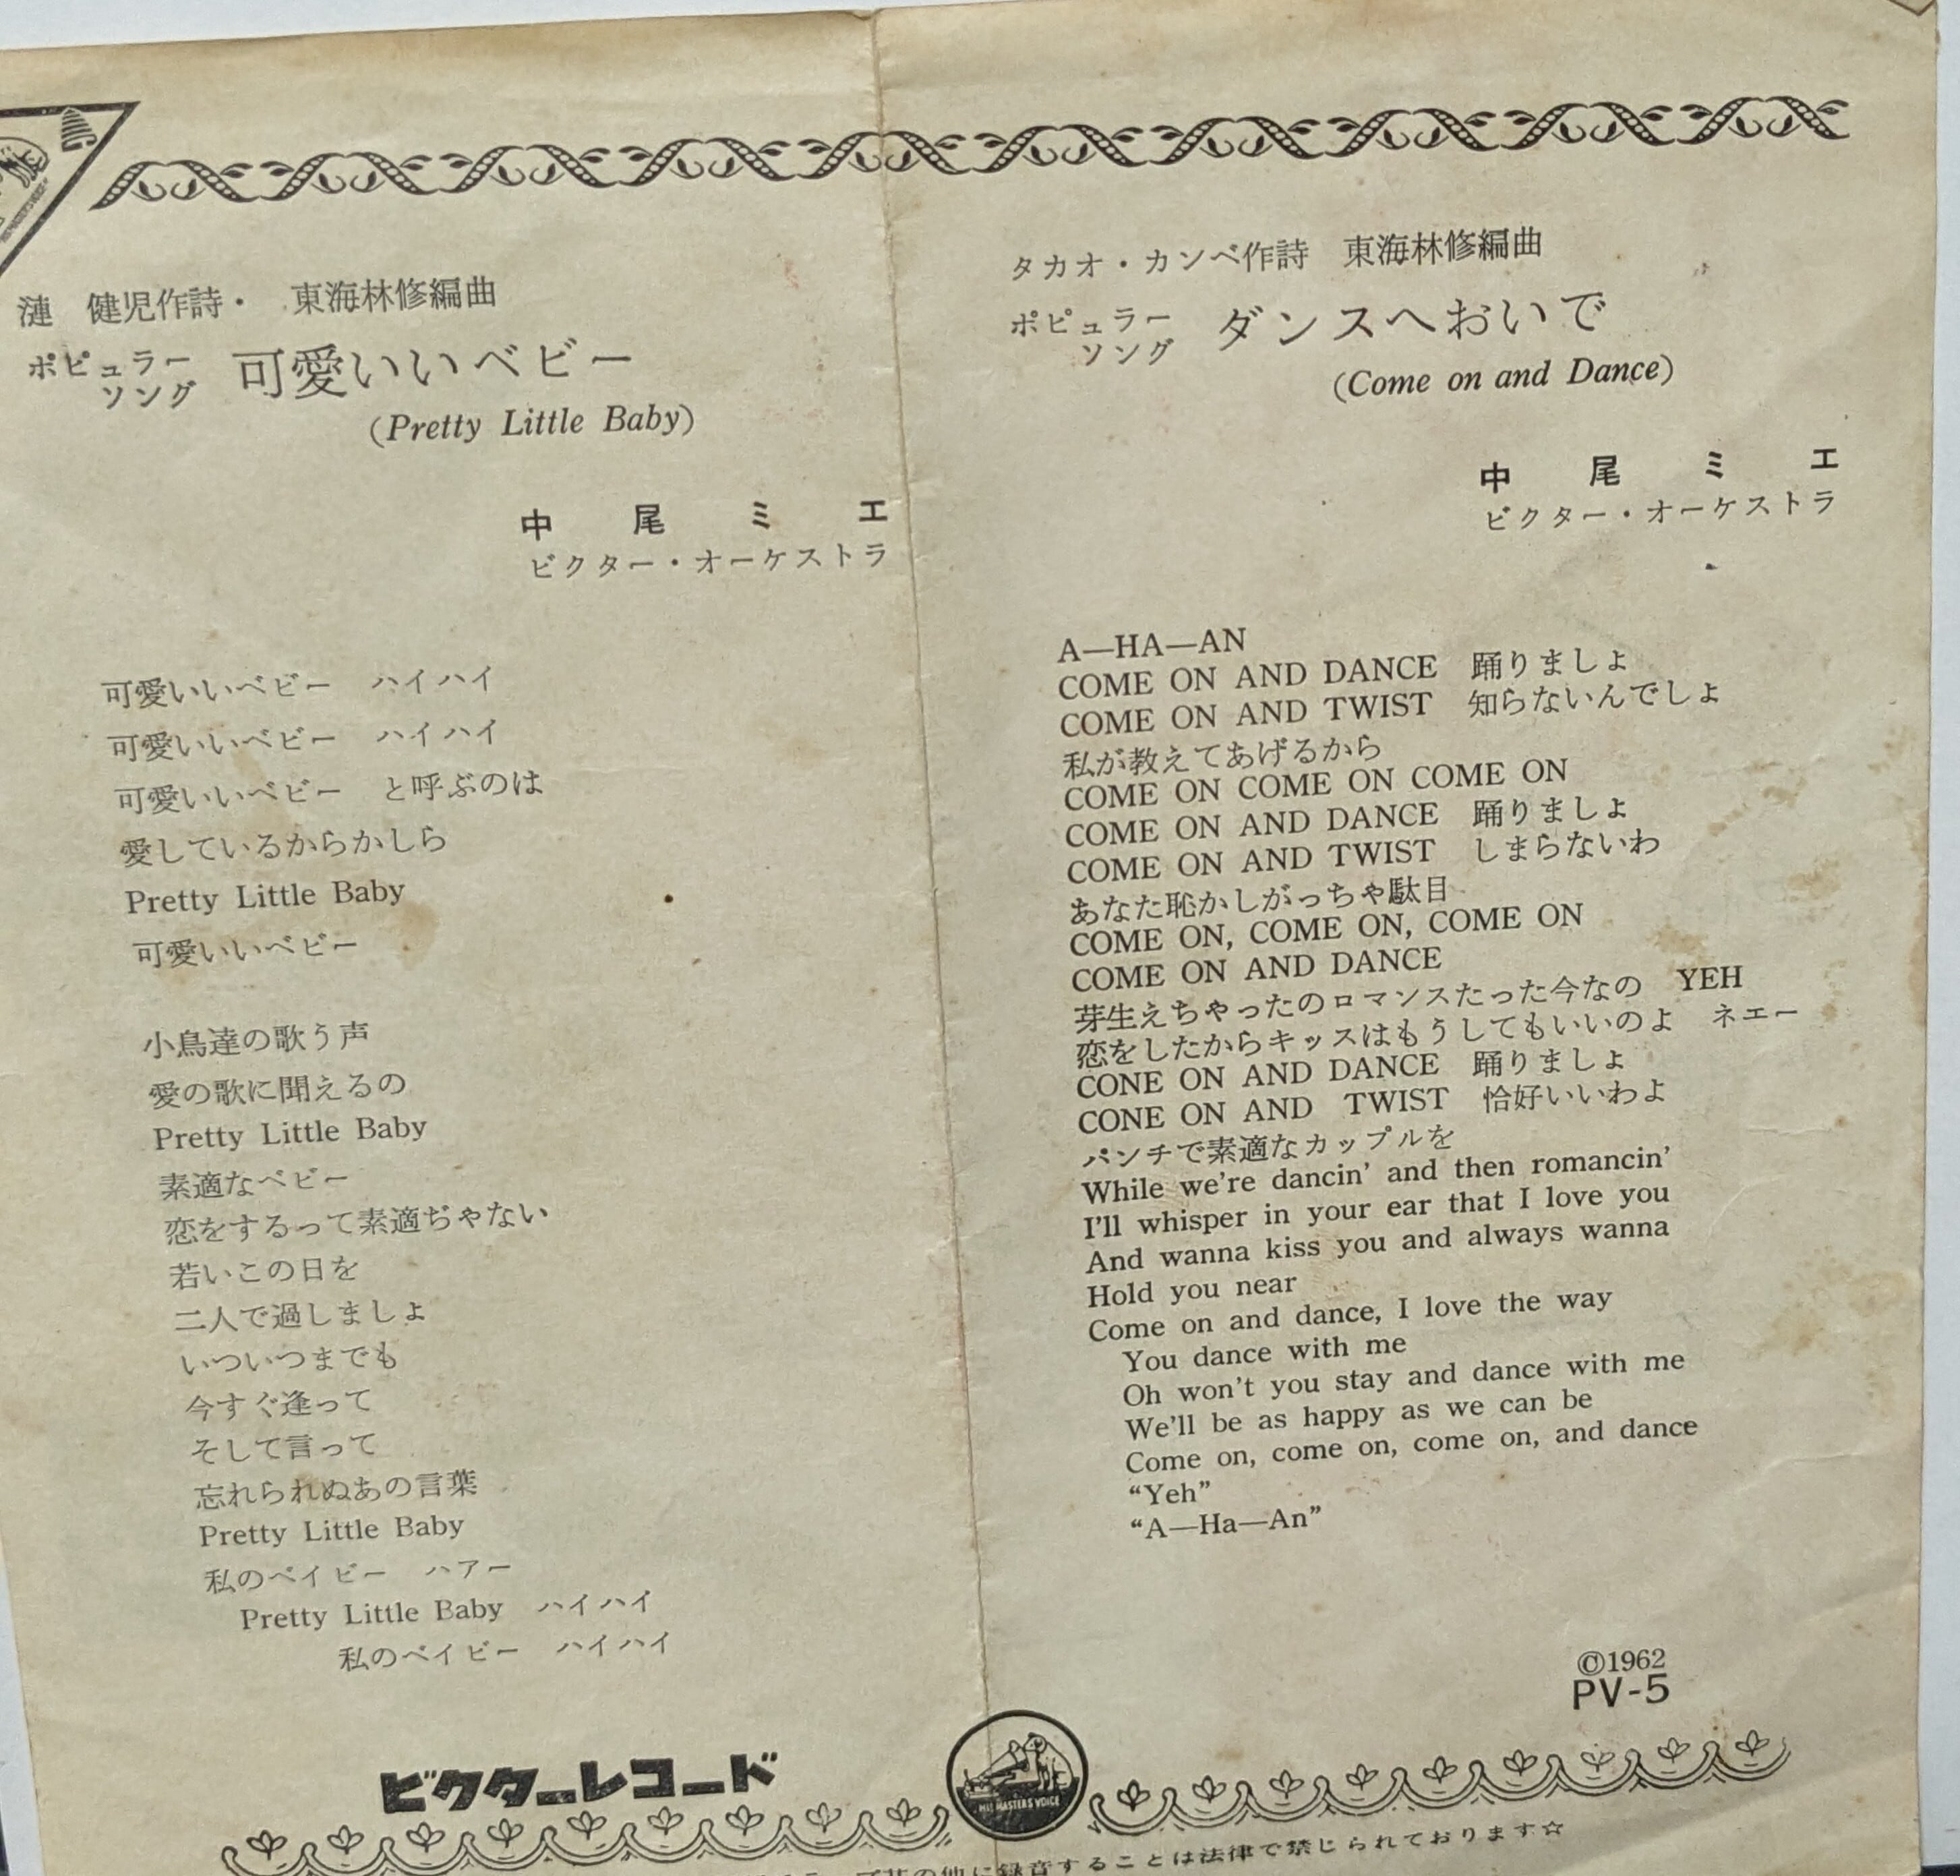 漣 健児作詩・ 東海林修編曲
ポピュラーソング 可愛いいベビー
(Pretty Little Baby)
中尾ミエ
ビクター・オーケストラ
可愛いいベビー ハイハイ
可愛いいベビー ハイハイ
可愛いいベビー と呼ぶのは
愛しているからかしら
Pretty Little Baby
可愛いいベビー
小鳥達の歌う声
愛の歌に聞えるの
Pretty Little Baby
素適なベビー
恋をするって素適ぢゃない
若いこの日を
二人で過しましょ
いついつまでも
今すぐ逢って
そして言って
忘れられぬあの言葉
Pretty Little Baby
私のベイビー ハアー
Pretty Little Baby ハイハイ
私のベイビー ハイハイ
タカオ・カンベ作詩 東海林修編曲
ポピュラーソング ダンスへおいで
(Come on and Dance)
中尾ミエ
ビクター・オーケストラ
A—HA—AN
COME ON AND DANCE 踊りましょ
COME ON AND TWIST 知らないんでしょ
私が教えてあげるから
COME ON COME ON COME ON
COME ON AND DANCE 踊りましょ
COME ON AND TWIST しまらないわ
あなた恥かしがっちゃ駄目
COME ON, COME ON, COME ON
COME ON AND DANCE
芽生えちゃったのロマンスたった今なの YEH
恋をしたからキッスはもうしてもいいのよ ネエー
CONE ON AND DANCE 踊りましょ
CONE ON AND TWIST 恰好いいわよ
パンチで素適なカップルを
While we're dancin' and then romancin'
I'll whisper in your ear that I love you
And wanna kiss you and always wanna
Hold you near
Come on and dance, I love the way
You dance with me
Oh won't you stay and dance with me
We'll be as happy as we can be
Come on, come on, come on, and dance
“Yeh”
“A—Ha—An”
©1962
PV-5
ビクターレコード
HIS MASTERS VOICE
の他に録音することは法律で禁じられております☆